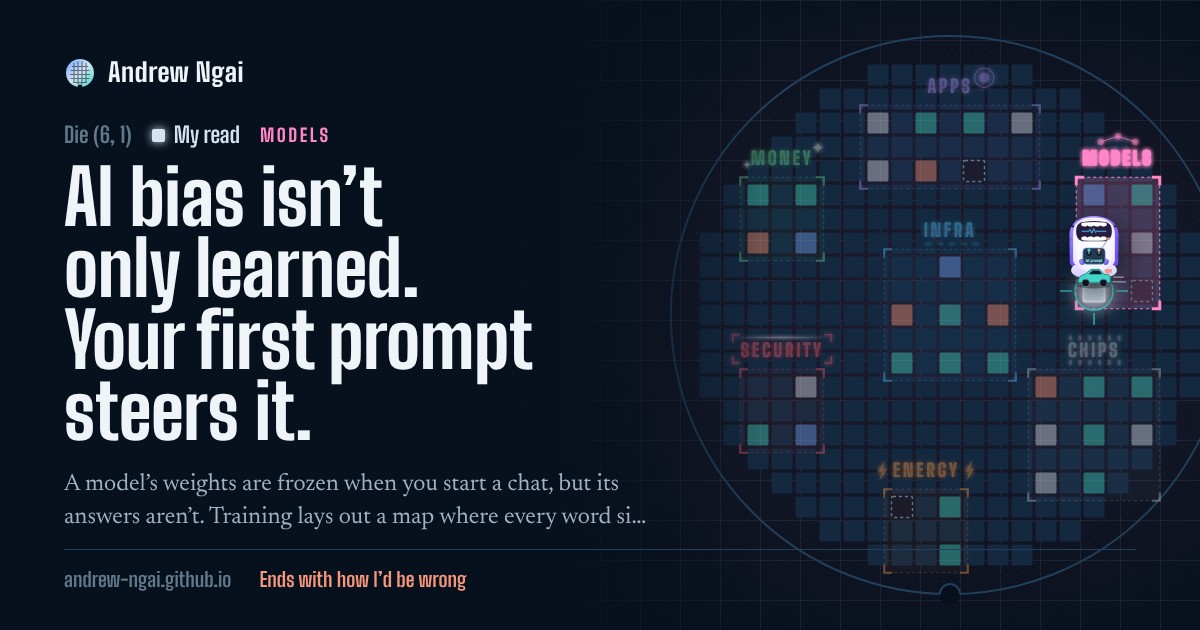 Andrew Ngai
Die (6, 1) My read MODELS
AI bias isn’t
only learned.
Your first prompt
steers it.
A model’s weights are frozen when you start a chat, but its
answers aren’t. Training lays out a map where every word si...
andrew-ngai.github.io Ends with how I’d be wrong
APPS
MONEY
MODELS
INFRA
SECURITY
CHIPS
ENERGY